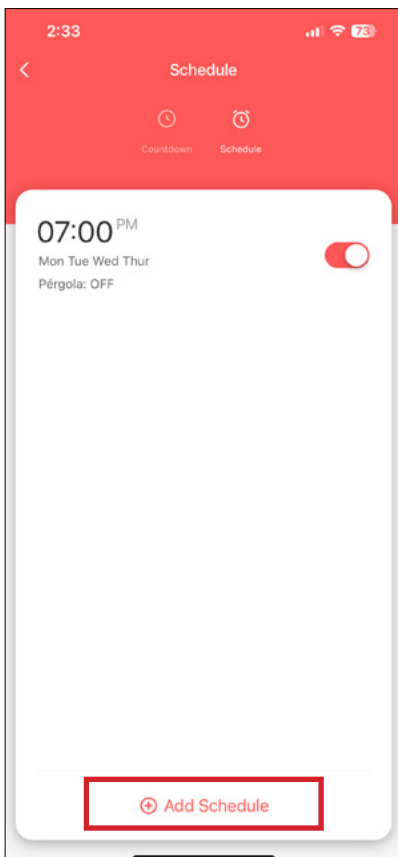 2:33
73
Schedule
Countdown
Schedule
07:00 PM
Mon Tue Wed Thur
Pérgola: OFF
Add Schedule